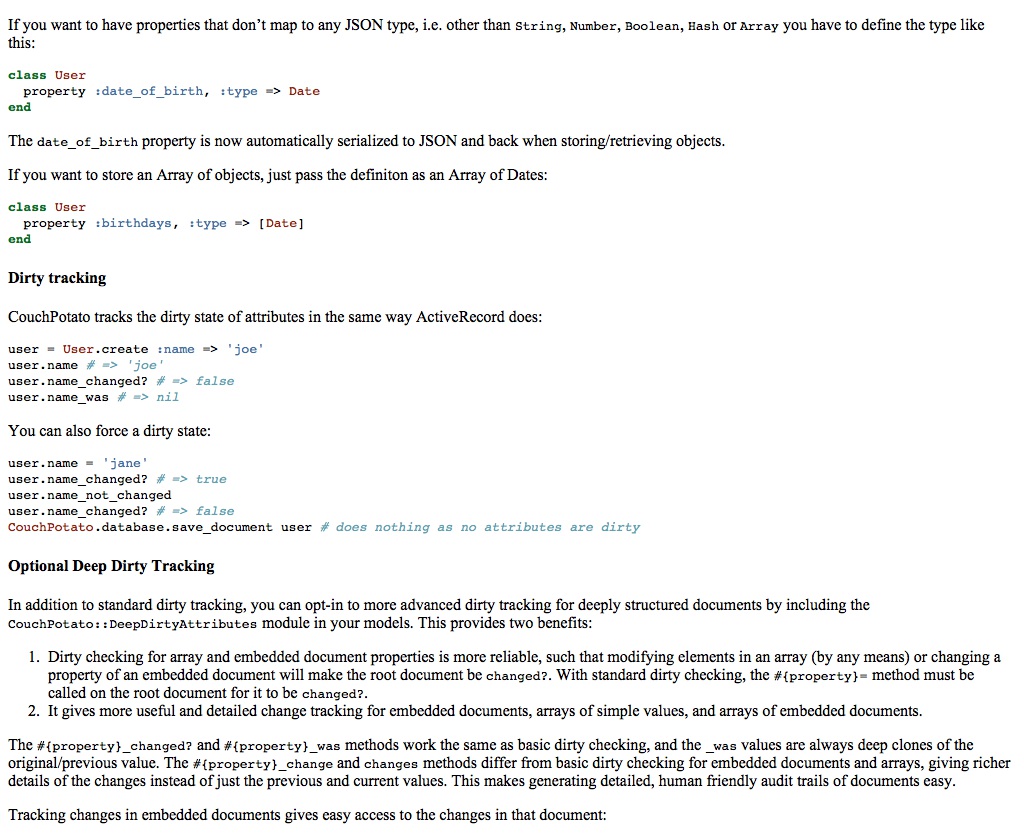 If you want to have properties that don’t map to any JSON type, i.e. other than String, Number, Boolean, Hash or Array you have to define the type like
this:
class User
  property :date_of_birth, :type => Date
end
The date_of_birth property is now automatically serialized to JSON and back when storing/retrieving objects.
If you want to store an Array of objects, just pass the definiton as an Array of Dates:
class User
  property :birthdays, :type => [Date]
end
Dirty tracking
CouchPotato tracks the dirty state of attributes in the same way ActiveRecord does:
user = User.create :name => 'joe'
user.name # => 'joe'
user.name_changed? # => false
user.name_was # => nil
You can also force a dirty state:
user.name = 'jane'
user.name_changed? # => true
user.name_not_changed
user.name_changed? # => false
CouchPotato.database.save_document user # does nothing as no attributes are dirty
Optional Deep Dirty Tracking
In addition to standard dirty tracking, you can opt-in to more advanced dirty tracking for deeply structured documents by including the
CouchPotato::DeepDirtyAttributes module in your models. This provides two benefits:
1. Dirty checking for array and embedded document properties is more reliable, such that modifying elements in an array (by any means) or changing a
property of an embedded document will make the root document be changed?. With standard dirty checking, the #{property}= method must be
called on the root document for it to be changed?.
2. It gives more useful and detailed change tracking for embedded documents, arrays of simple values, and arrays of embedded documents.
The #{property}_changed? and #{property}_was methods work the same as basic dirty checking, and the _was values are always deep clones of the
original/previous value. The #{property}_change and changes methods differ from basic dirty checking for embedded documents and arrays, giving richer
details of the changes instead of just the previous and current values. This makes generating detailed, human friendly audit trails of documents easy.
Tracking changes in embedded documents gives easy access to the changes in that document: